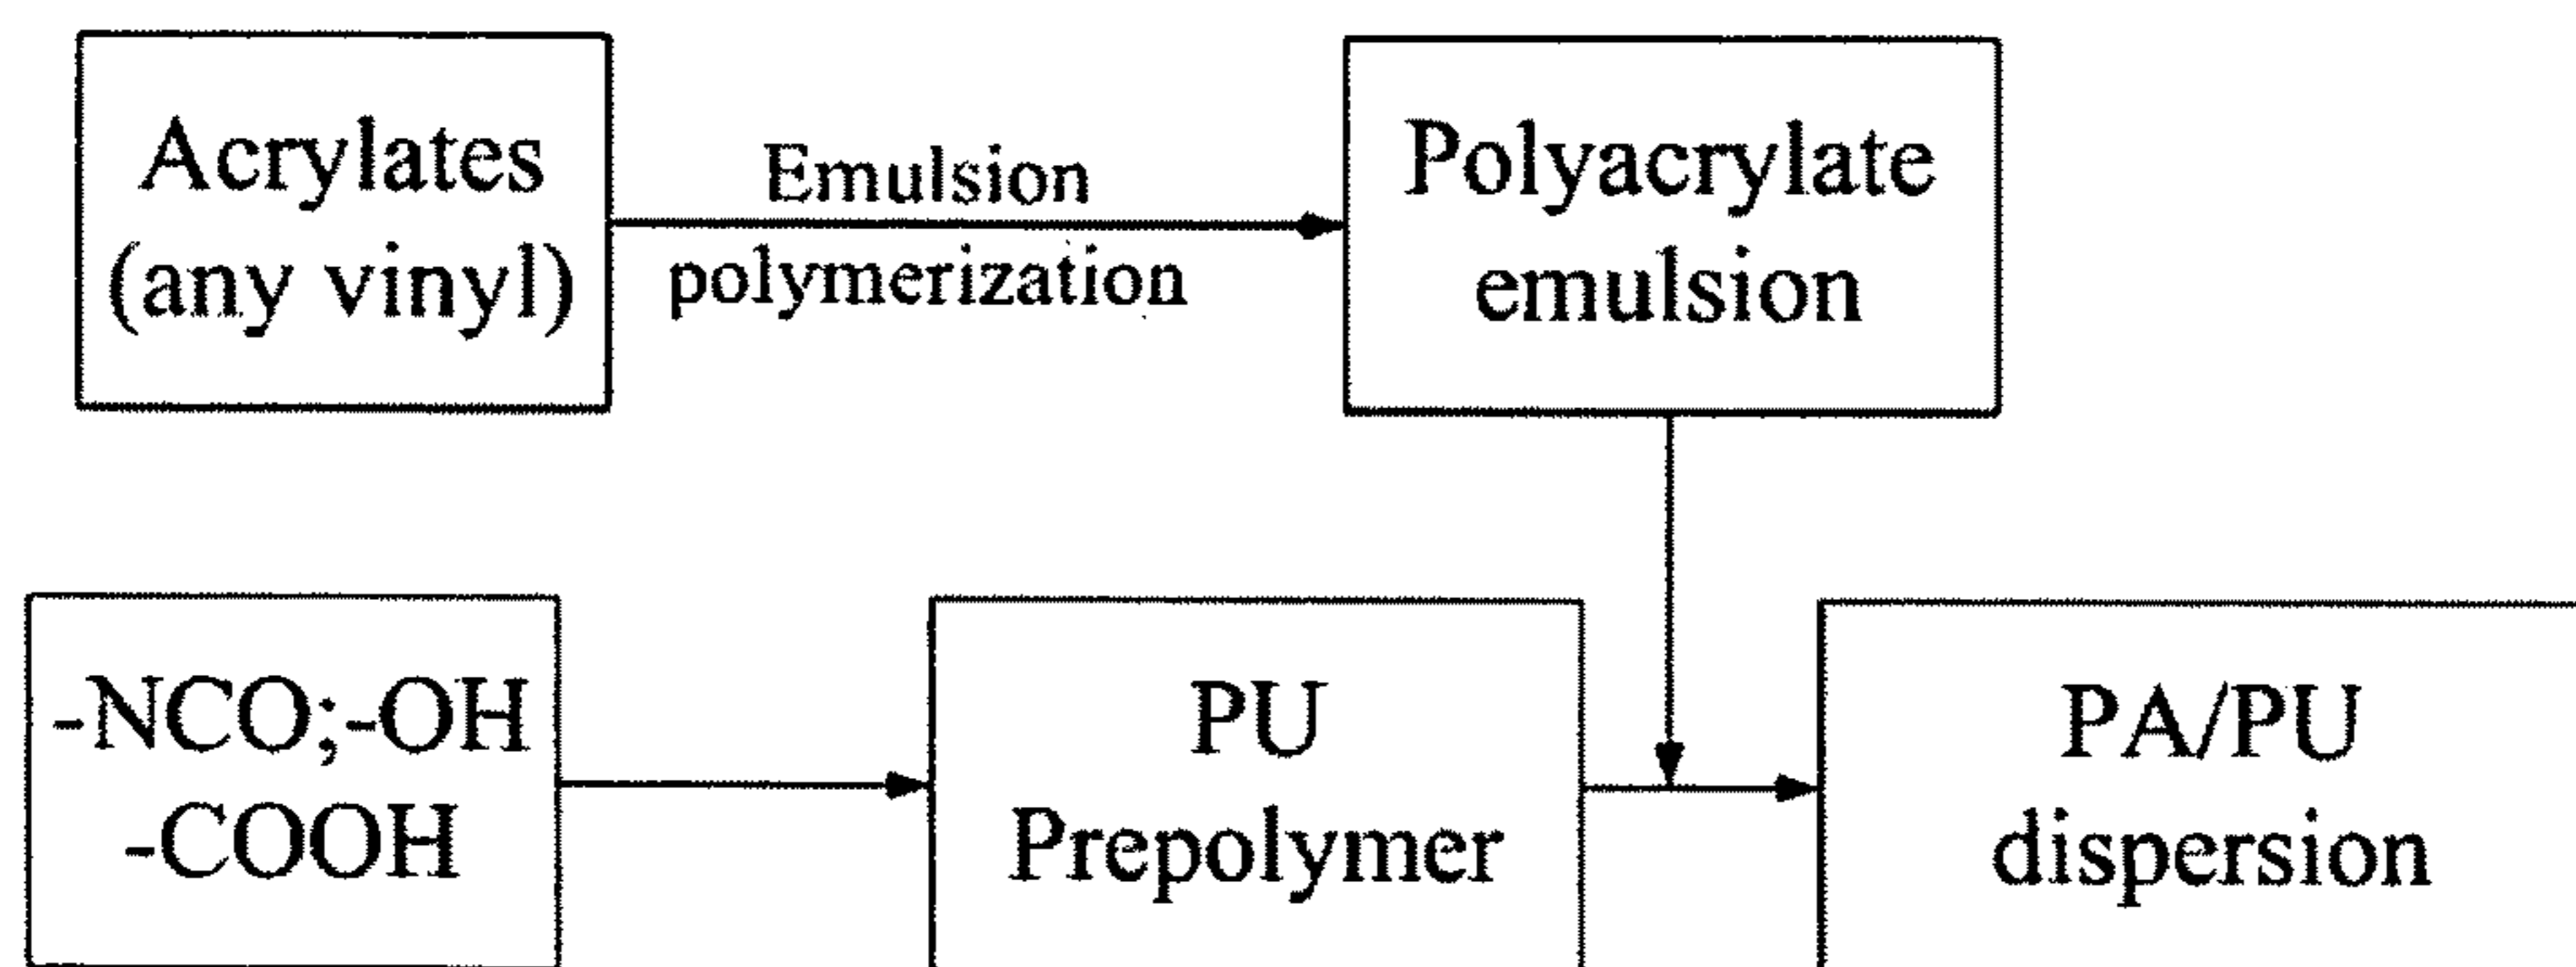 Acrylates
(any vinyl)
Emulsion
polymerization
Polyacrylate
emulsion
-NCO;-OH
-COOH
PU
Prepolymer
PA/PU
dispersion